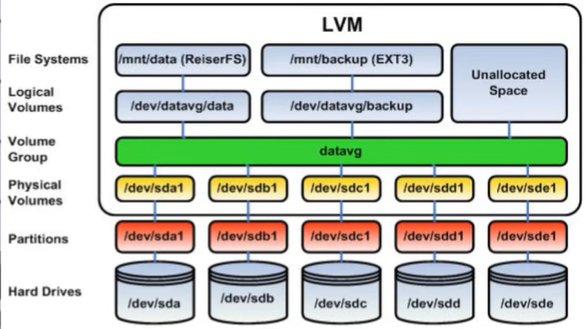 LVM
File Systems
/mnt/data (ReiserFS)
/mnt/backup (EXT3)
Unallocated
Space
Logical
Volumes
/dev/datavg/data
/dev/datavg/backup
Volume
Group
datavg
Physical
Volumes
/dev/sda1
/dev/sdb1
/dev/sdc1
/dev/sdd1
/dev/sde1
Partitions
/dev/sda1
/dev/sdb1
/dev/sdc1
/dev/sdd1
/dev/sde1
Hard Drives
/dev/sda
/dev/sdb
/dev/sdc
/dev/sdd
/dev/sde